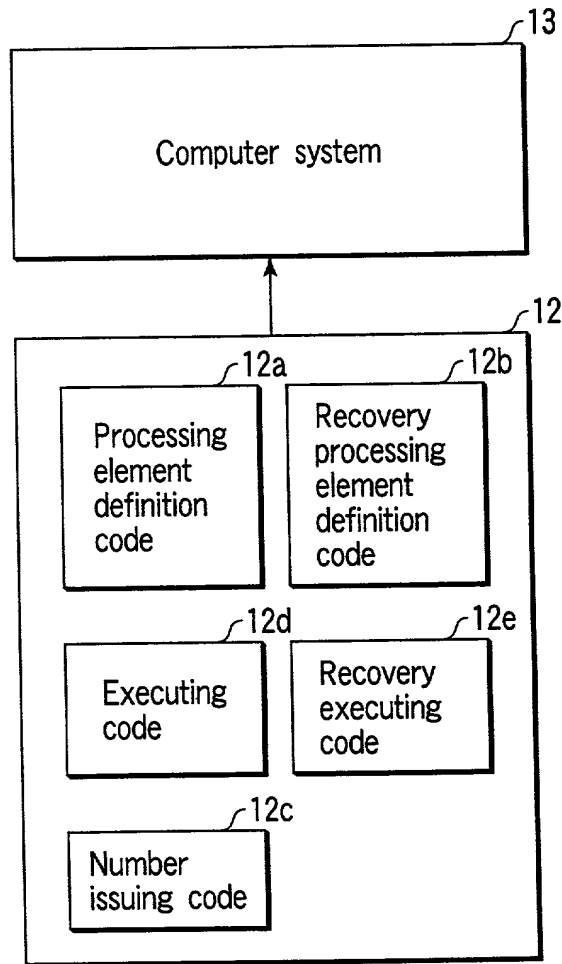 13
Computer system
12
12a
12b
Processing
element
definition
code
Recovery
processing
element
definition
code
12d
12e
Executing
code
Recovery
executing
code
12c
Number
issuing code